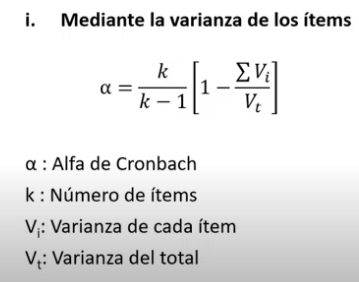 i. Mediante la varianza de los ítems
α = k / k − 1 [1 − ∑ Vᵢ / Vₜ]
α : Alfa de Cronbach
k : Número de ítems
Vᵢ: Varianza de cada ítem
Vₜ: Varianza del total